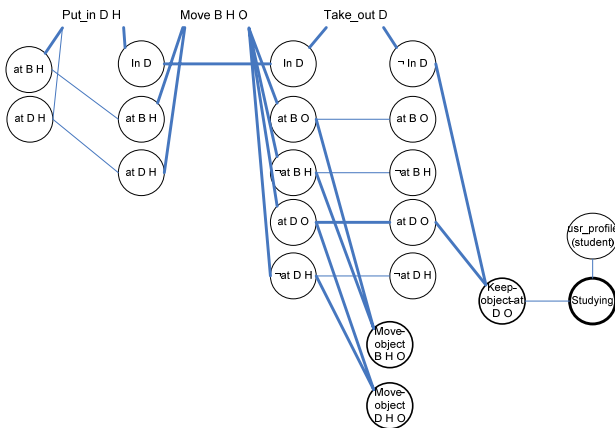 Put_in D H
Move B H O
Take_out D
at B H
In D
In D
¬ In D
at D H
at B H
at B O
at B O
at D H
¬at B H
¬at B H
at D O
at D O
¬at D H
¬at D H
usr_profile
(student)
Keep-
object-at
D O
Studying
Move-
object
B H O
Move-
object
D H O